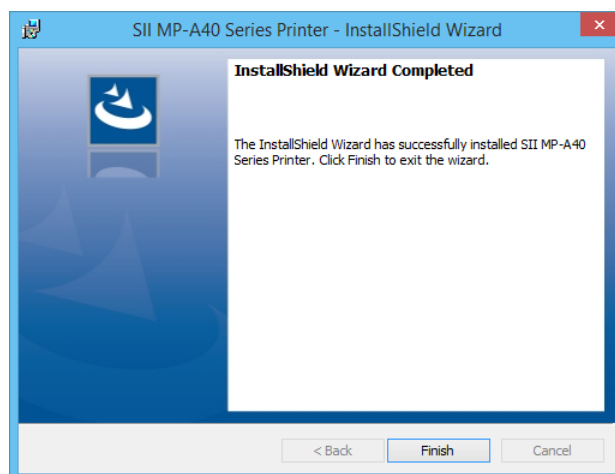 SII MP-A40 Series Printer - InstallShield Wizard
InstallShield Wizard Completed
The InstallShield Wizard has successfully installed SII MP-A40
Series Printer. Click Finish to exit the wizard.
< Back
Finish
Cancel